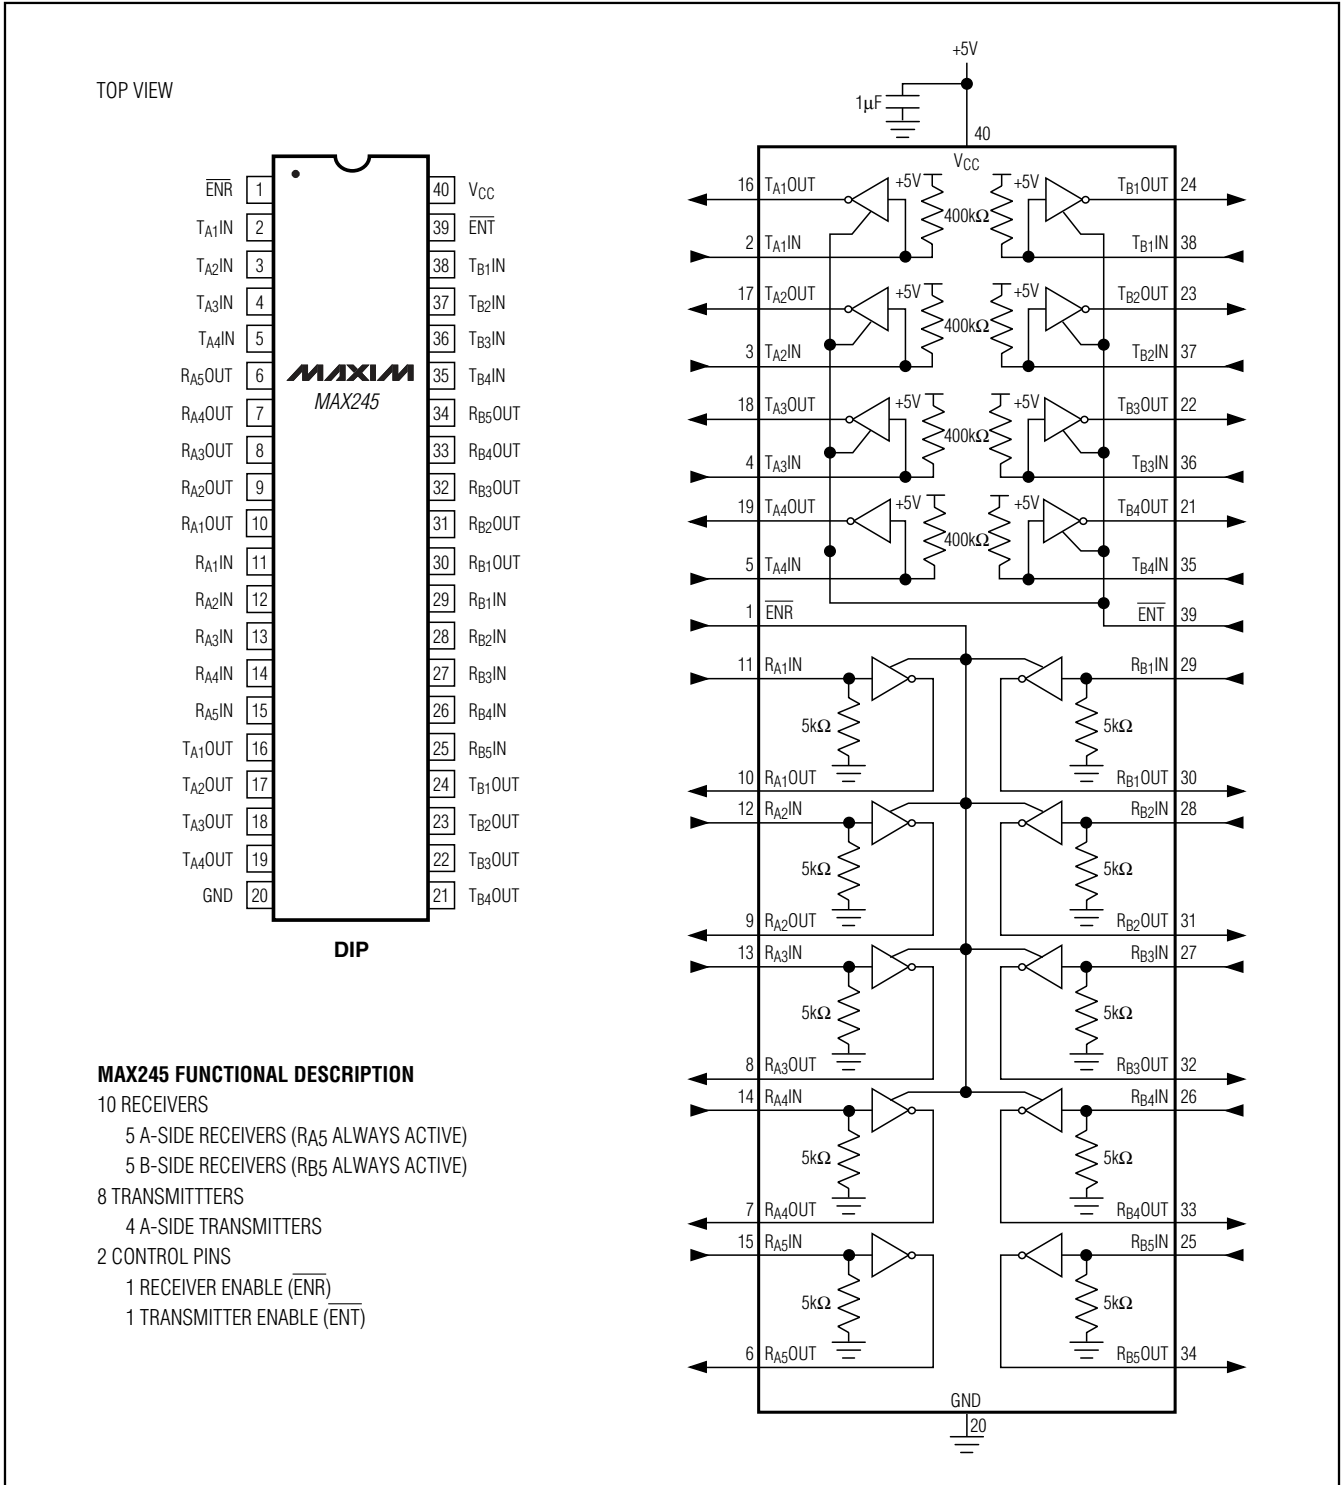 TOP VIEW
ENR 1
TA1IN 2
TA2IN 3
TA3IN 4
TA4IN 5
RA5OUT 6
RA4OUT 7
RA3OUT 8
RA2OUT 9
RA1OUT 10
RA1IN 11
RA2IN 12
RA3IN 13
RA4IN 14
RA5IN 15
TA1OUT 16
TA2OUT 17
TA3OUT 18
TA4OUT 19
GND 20
MAXIM
MAX245
40 VCC
39 ENT
38 TB1IN
37 TB2IN
36 TB3IN
35 TB4IN
34 RB5OUT
33 RB4OUT
32 RB3OUT
31 RB2OUT
30 RB1OUT
29 RB1IN
28 RB2IN
27 RB3IN
26 RB4IN
25 RB5IN
24 TB1OUT
23 TB2OUT
22 TB3OUT
21 TB4OUT
DIP
MAX245 FUNCTIONAL DESCRIPTION
10 RECEIVERS
5 A-SIDE RECEIVERS (RA5 ALWAYS ACTIVE)
5 B-SIDE RECEIVERS (RB5 ALWAYS ACTIVE)
8 TRANSMITTTERS
4 A-SIDE TRANSMITTERS
2 CONTROL PINS
1 RECEIVER ENABLE (ENR)
1 TRANSMITTER ENABLE (ENT)
+5V
1µF
40
VCC
16 TA1OUT +5V +5V TB1OUT 24
400kΩ
2 TA1IN TB1IN 38
17 TA2OUT +5V +5V TB2OUT 23
400kΩ
3 TA2IN TB2IN 37
18 TA3OUT +5V +5V TB3OUT 22
400kΩ
4 TA3IN TB3IN 36
19 TA4OUT +5V +5V TB4OUT 21
400kΩ
5 TA4IN TB4IN 35
1 ENR ENT 39
11 RA1IN RB1IN 29
5kΩ 5kΩ
10 RA1OUT RB1OUT 30
12 RA2IN RB2IN 28
5kΩ 5kΩ
9 RA2OUT RB2OUT 31
13 RA3IN RB3IN 27
5kΩ 5kΩ
8 RA3OUT RB3OUT 32
14 RA4IN RB4IN 26
5kΩ 5kΩ
7 RA4OUT RB4OUT 33
15 RA5IN RB5IN 25
5kΩ 5kΩ
6 RA5OUT RB5OUT 34
GND
20